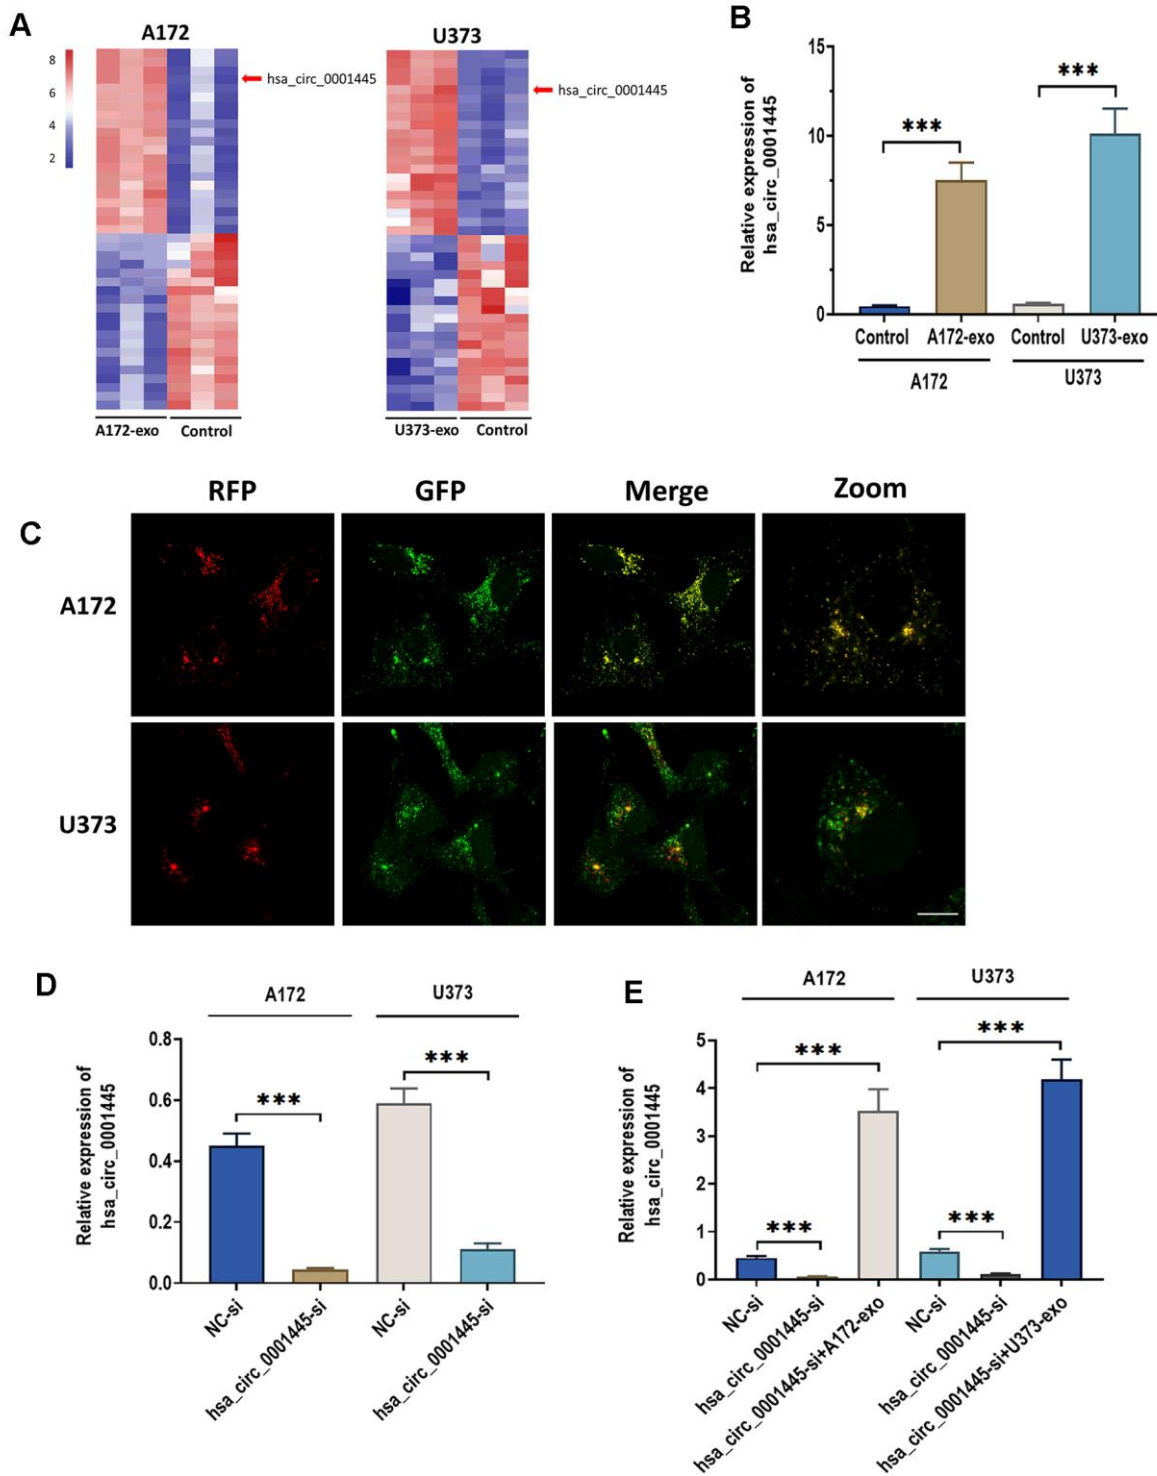 A
A172
U373
8
6
4
2
hsa_circ_0001445
hsa_circ_0001445
A172-exo
Control
U373-exo
Control
B
Relative expression of
hsa_circ_0001445
15
10
5
0
***
***
Control
A172-exo
Control
U373-exo
A172
U373
C
RFP
GFP
Merge
Zoom
A172
U373
D
A172
U373
Relative expression of
hsa_circ_0001445
0.8
0.6
0.4
0.2
0.0
***
***
NC-si
hsa_circ_0001445-si
NC-si
hsa_circ_0001445-si
E
A172
U373
Relative expression of
hsa_circ_0001445
5
4
3
2
1
0
***
***
***
***
NC-si
hsa_circ_0001445-si
hsa_circ_0001445-si+A172-exo
NC-si
hsa_circ_0001445-si
hsa_circ_0001445-si+U373-exo